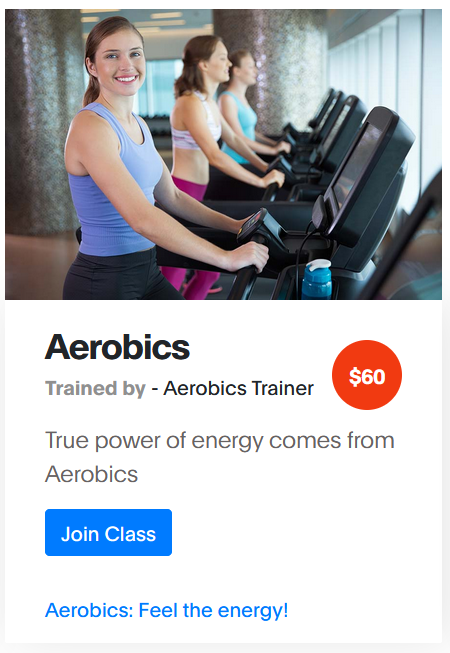 Aerobics
Trained by - Aerobics Trainer
$60
True power of energy comes from
Aerobics
Join Class
Aerobics: Feel the energy!